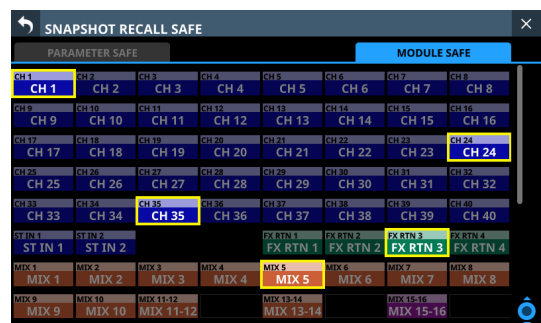 SNAPSHOT RECALL SAFE
PARAMETER SAFE MODULE SAFE
CH 1 CH 2 CH 3 CH 4 CH 5 CH 6 CH 7 CH 8
CH 1 CH 2 CH 3 CH 4 CH 5 CH 6 CH 7 CH 8
CH 9 CH 10 CH 11 CH 12 CH 13 CH 14 CH 15 CH 16
CH 9 CH 10 CH 11 CH 12 CH 13 CH 14 CH 15 CH 16
CH 17 CH 18 CH 19 CH 20 CH 21 CH 22 CH 23 CH 24
CH 17 CH 18 CH 19 CH 20 CH 21 CH 22 CH 23 CH 24
CH 25 CH 26 CH 27 CH 28 CH 29 CH 30 CH 31 CH 32
CH 25 CH 26 CH 27 CH 28 CH 29 CH 30 CH 31 CH 32
CH 33 CH 34 CH 35 CH 36 CH 37 CH 38 CH 39 CH 40
CH 33 CH 34 CH 35 CH 36 CH 37 CH 38 CH 39 CH 40
ST IN 1 ST IN 2 FX RTN 1 FX RTN 2 FX RTN 3 FX RTN 4
ST IN 1 ST IN 2 FX RTN 1 FX RTN 2 FX RTN 3 FX RTN 4
MIX 1 MIX 2 MIX 3 MIX 4 MIX 5 MIX 6 MIX 7 MIX 8
MIX 1 MIX 2 MIX 3 MIX 4 MIX 5 MIX 6 MIX 7 MIX 8
MIX 9 MIX 10 MIX 11-12 MIX 13-14 MIX 15-16
MIX 9 MIX 10 MIX 11-12 MIX 13-14 MIX 15-16